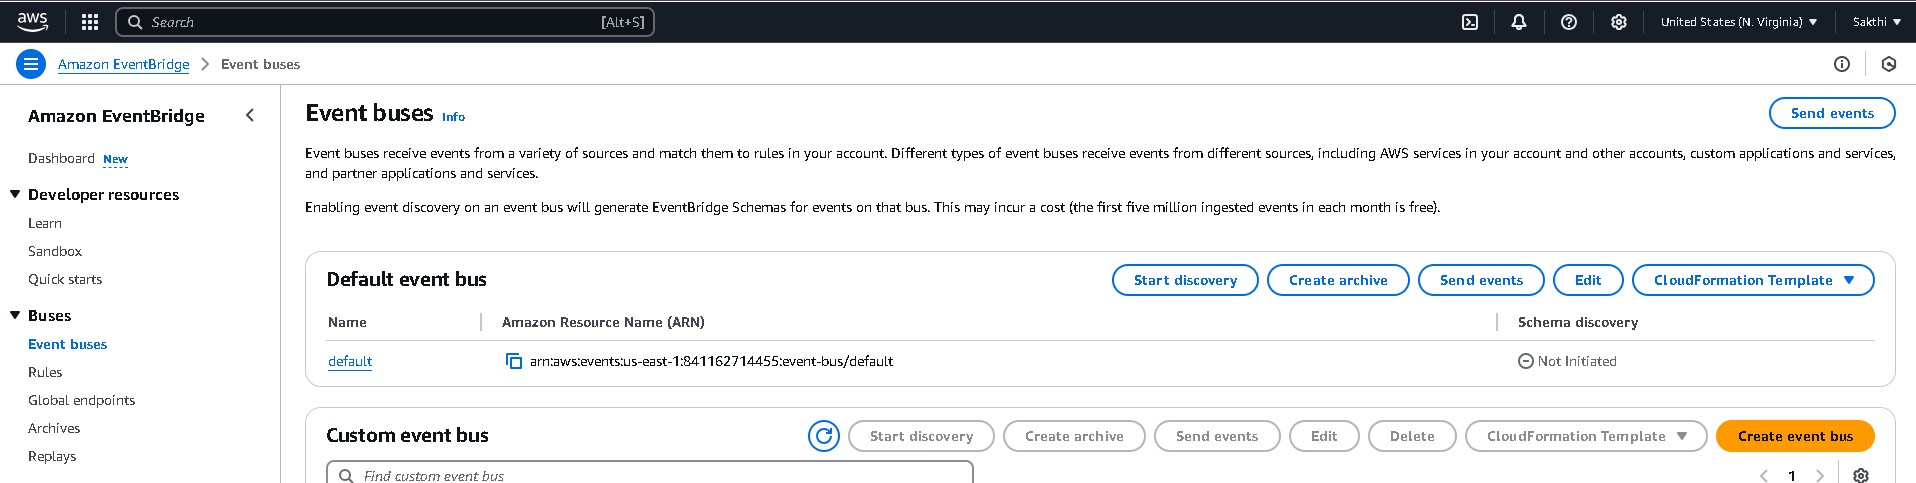 aws Search [Alt+S] United States (N. Virginia) Sakthi
Amazon EventBridge Event buses
Amazon EventBridge
Dashboard New
Developer resources
Learn
Sandbox
Quick starts
Buses
Event buses
Rules
Global endpoints
Archives
Replays
Event buses Info
Send events
Event buses receive events from a variety of sources and match them to rules in your account. Different types of event buses receive events from different sources, including AWS services in your account and other accounts, custom applications and services,
and partner applications and services.
Enabling event discovery on an event bus will generate EventBridge Schemas for events on that bus. This may incur a cost (the first five million ingested events in each month is free).
Default event bus Start discovery Create archive Send events Edit CloudFormation Template
Name Amazon Resource Name (ARN) Schema discovery
default arn:aws:events:us-east-1:841162714455:event-bus/default Not Initiated
Custom event bus Start discovery Create archive Send events Edit Delete CloudFormation Template Create event bus
Find custom event bus 1